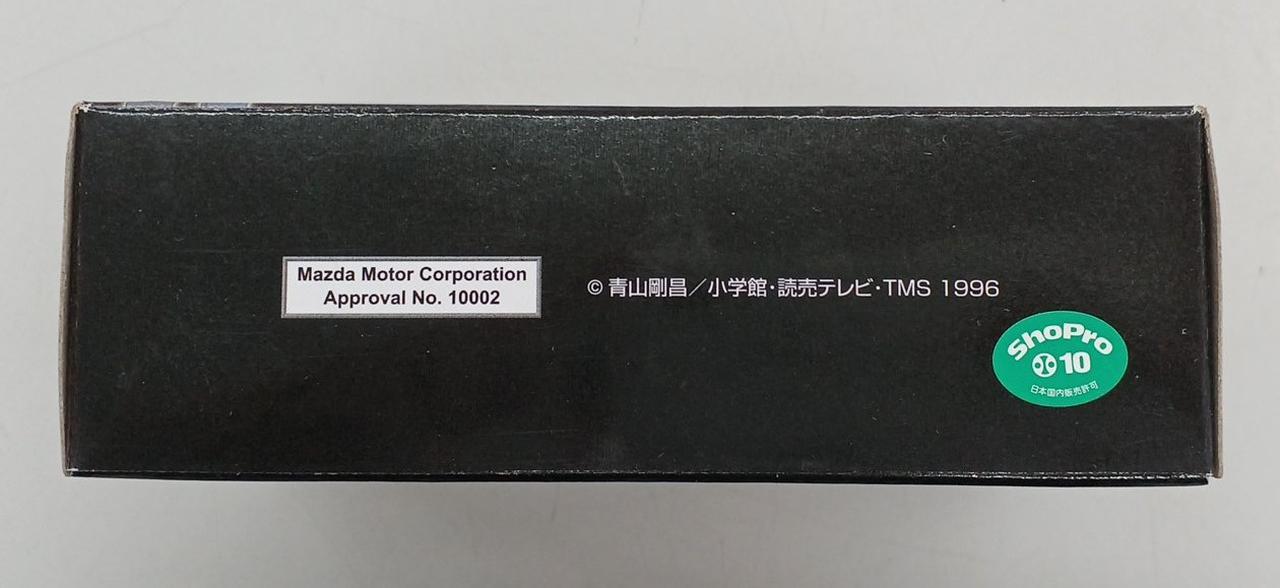 Mazda Motor Corporation
Approval No. 10002
© 青山剛昌／小学館・読売テレビ・TMS 1996
ShoPro
10
日本国内販売許可